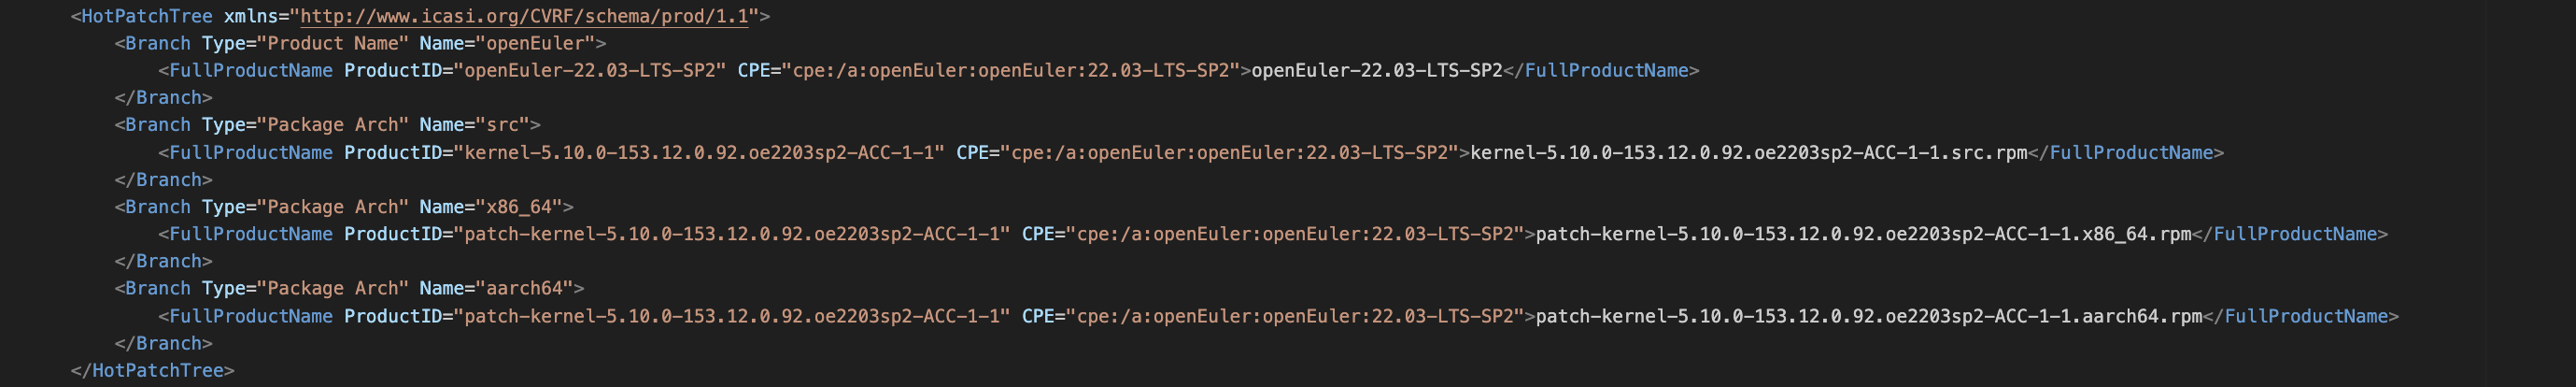 <HotPatchTree xmlns="http://www.icasi.org/CVRF/schema/prod/1.1">
<Branch Type="Product Name" Name="openEuler">
<FullProductName ProductID="openEuler-22.03-LTS-SP2" CPE="cpe:/a:openEuler:openEuler:22.03-LTS-SP2">openEuler-22.03-LTS-SP2</FullProductName>
</Branch>
<Branch Type="Package Arch" Name="src">
<FullProductName ProductID="kernel-5.10.0-153.12.0.92.oe2203sp2-ACC-1-1" CPE="cpe:/a:openEuler:openEuler:22.03-LTS-SP2">kernel-5.10.0-153.12.0.92.oe2203sp2-ACC-1-1.src.rpm</FullProductName>
</Branch>
<Branch Type="Package Arch" Name="x86_64">
<FullProductName ProductID="patch-kernel-5.10.0-153.12.0.92.oe2203sp2-ACC-1-1" CPE="cpe:/a:openEuler:openEuler:22.03-LTS-SP2">patch-kernel-5.10.0-153.12.0.92.oe2203sp2-ACC-1-1.x86_64.rpm</FullProductName>
</Branch>
<Branch Type="Package Arch" Name="aarch64">
<FullProductName ProductID="patch-kernel-5.10.0-153.12.0.92.oe2203sp2-ACC-1-1" CPE="cpe:/a:openEuler:openEuler:22.03-LTS-SP2">patch-kernel-5.10.0-153.12.0.92.oe2203sp2-ACC-1-1.aarch64.rpm</FullProductName>
</Branch>
</HotPatchTree>